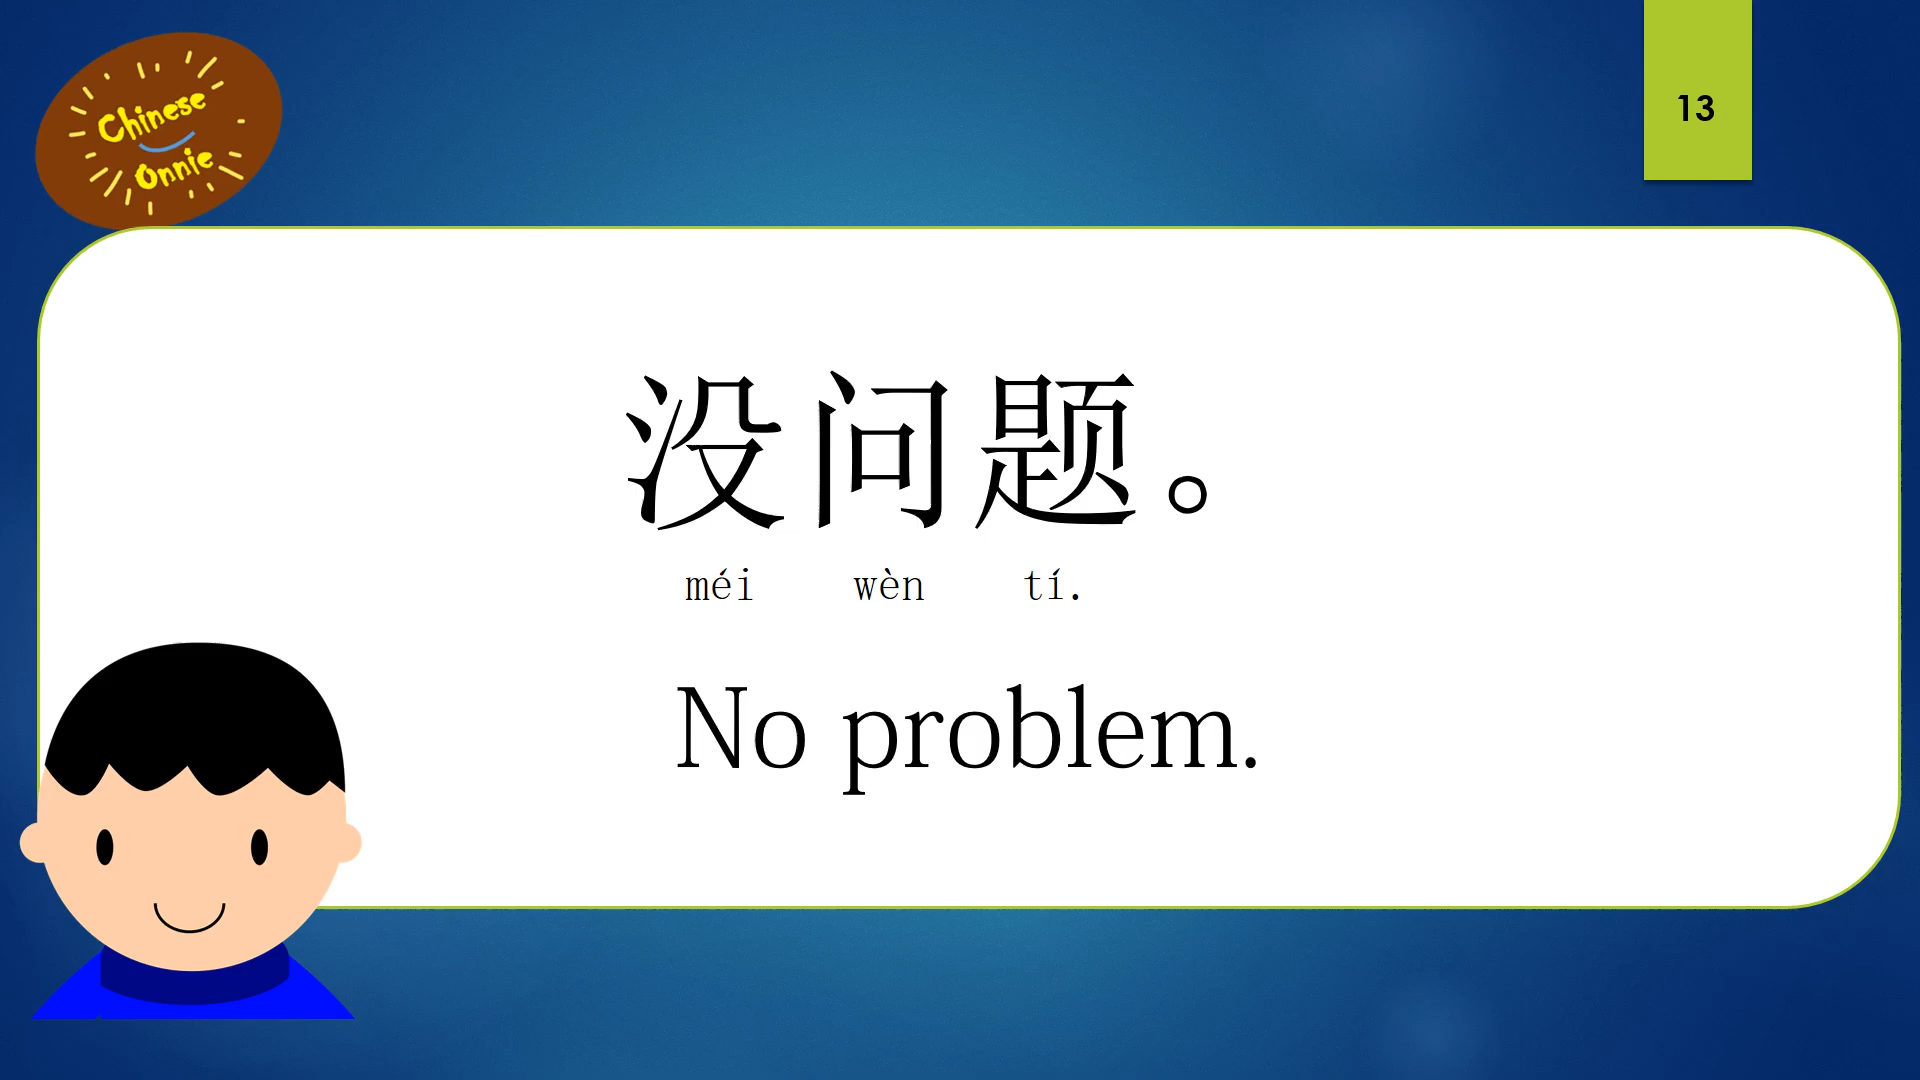 Chinese
Onnie
13
没问题。
méi wèn tí.
No problem.